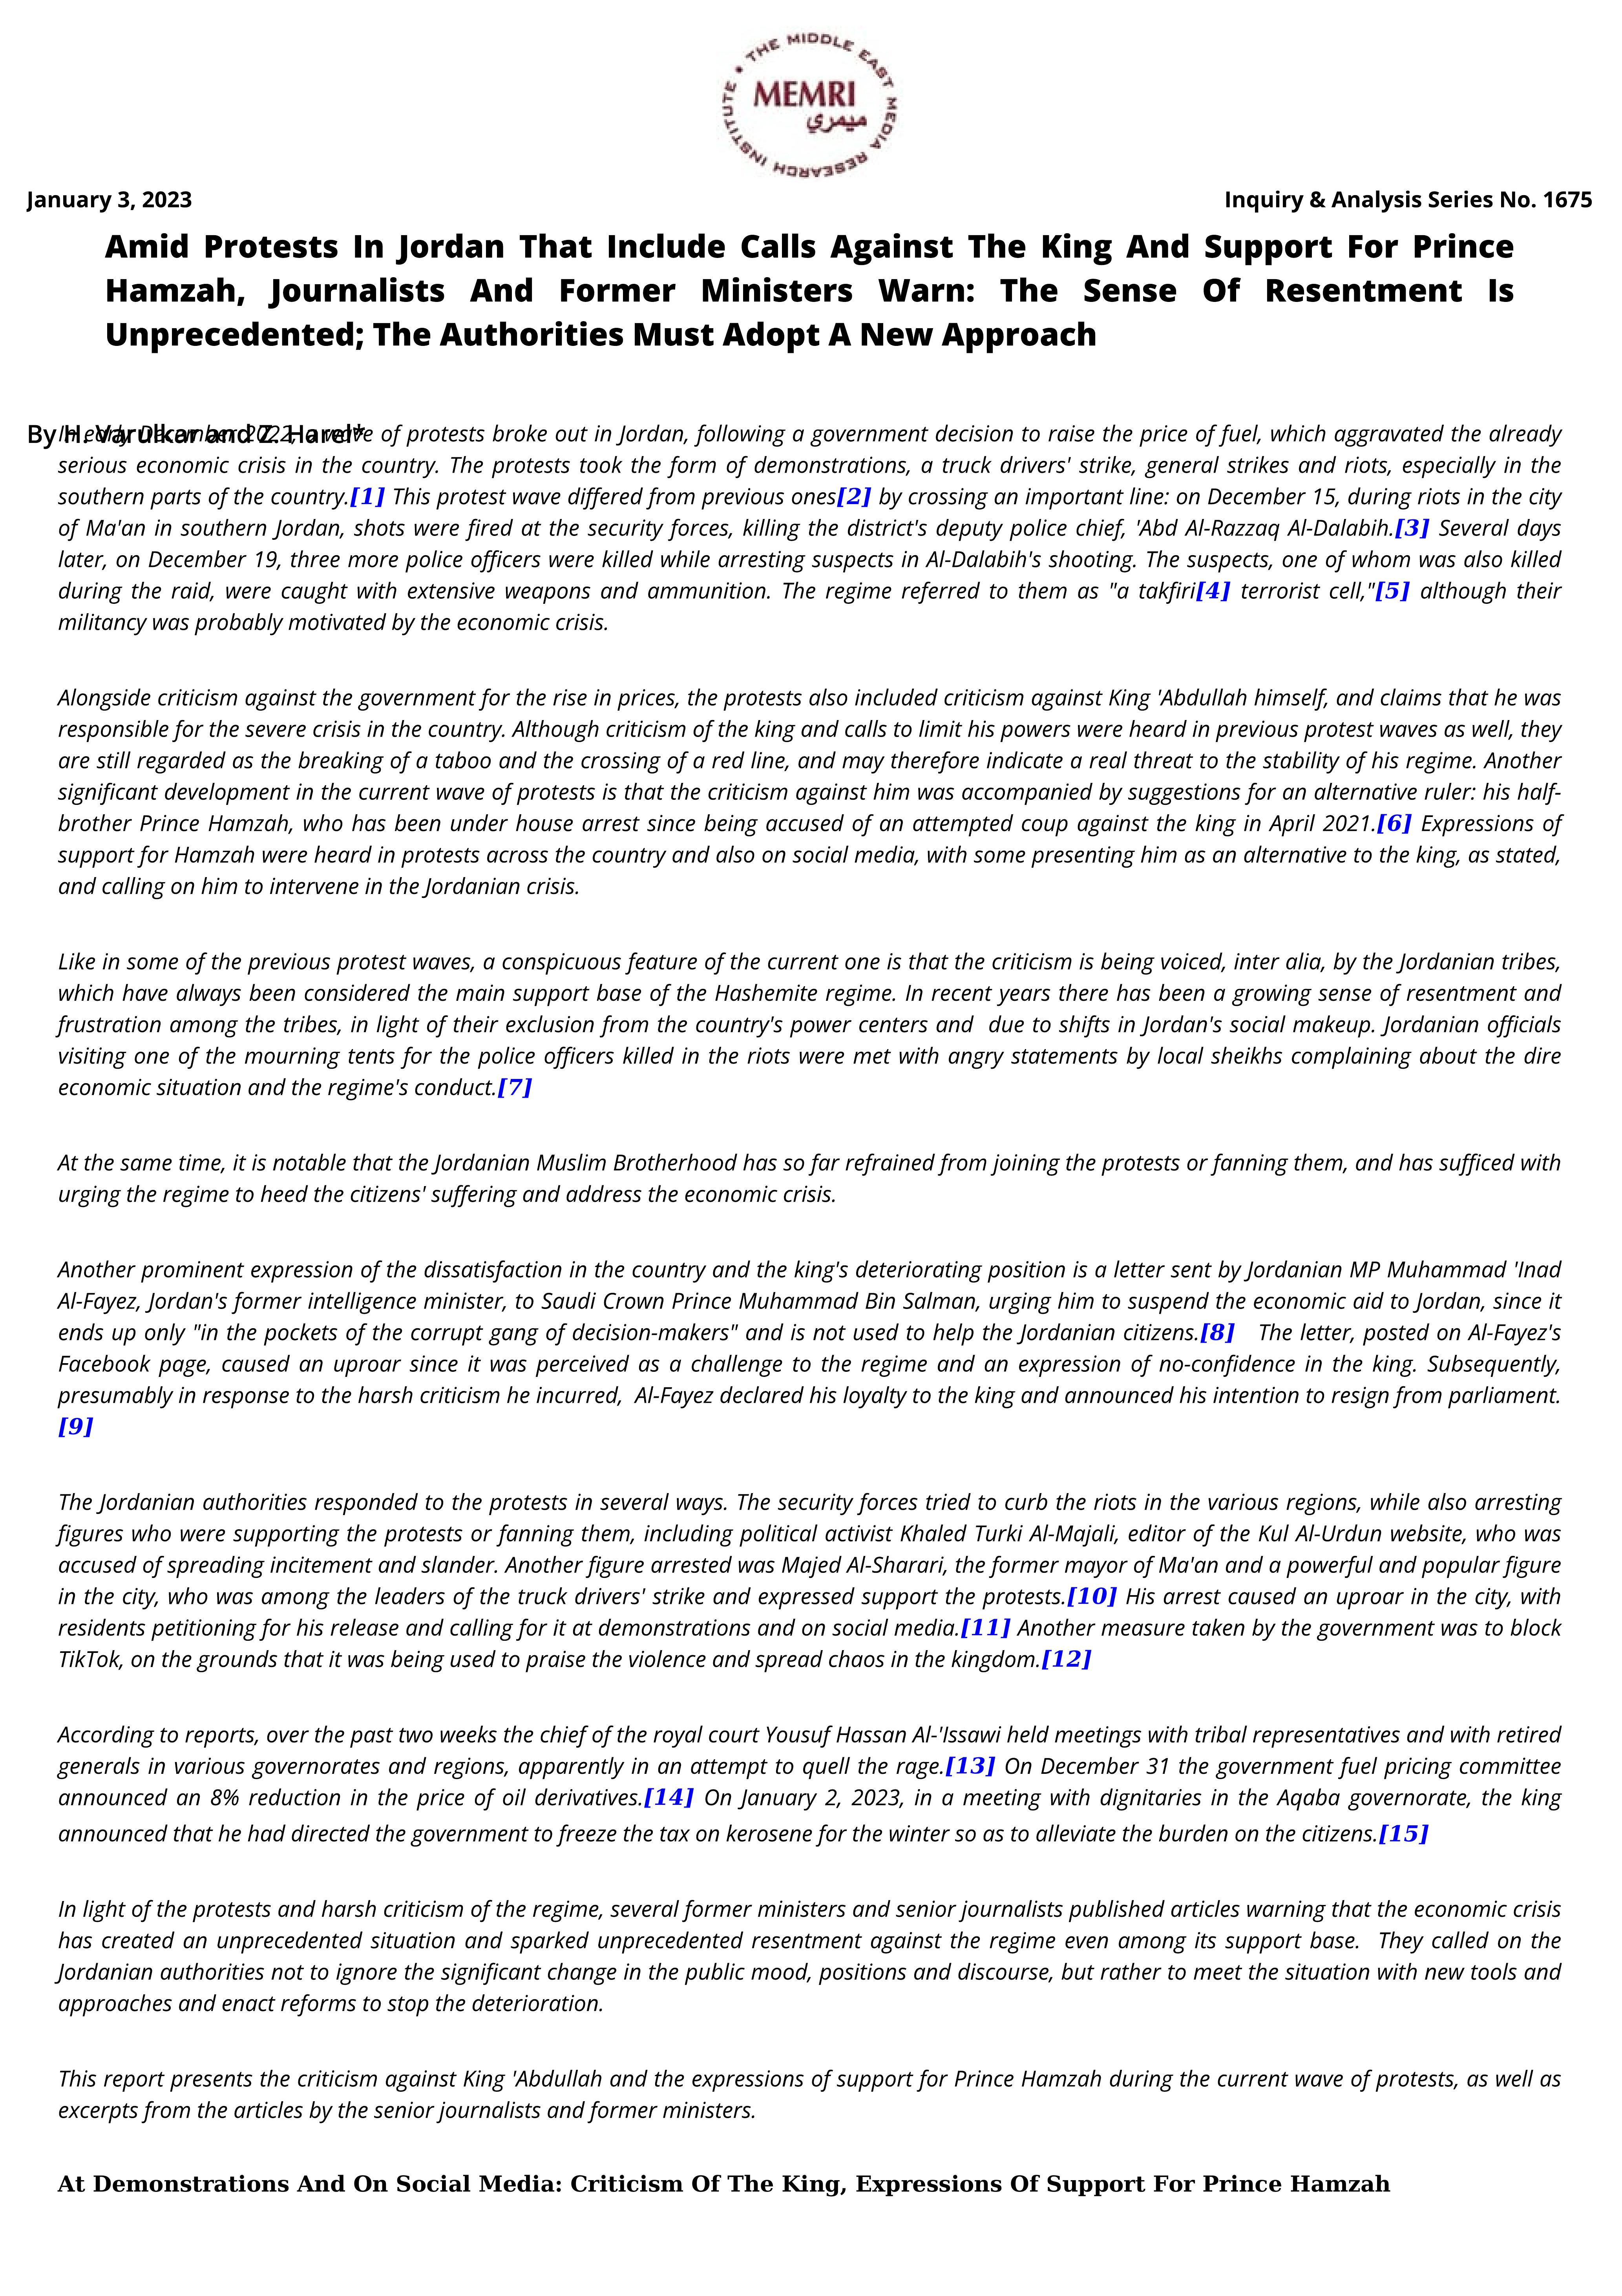 THE MIDDLE EAST MEDIA RESEARCH INSTITUTE
MEMRI
ميمري
January 3, 2023
Inquiry & Analysis Series No. 1675
Amid Protests In Jordan That Include Calls Against The King And Support For Prince
Hamzah, Journalists And Former Ministers Warn: The Sense Of Resentment Is
Unprecedented; The Authorities Must Adopt A New Approach
By H. Varulkar and Z. Harel*
In early December 2022, a wave of protests broke out in Jordan, following a government decision to raise the price of fuel, which aggravated the already
serious economic crisis in the country. The protests took the form of demonstrations, a truck drivers' strike, general strikes and riots, especially in the
southern parts of the country.[1] This protest wave differed from previous ones[2] by crossing an important line: on December 15, during riots in the city
of Ma'an in southern Jordan, shots were fired at the security forces, killing the district's deputy police chief, 'Abd Al-Razzaq Al-Dalabih.[3] Several days
later, on December 19, three more police officers were killed while arresting suspects in Al-Dalabih's shooting. The suspects, one of whom was also killed
during the raid, were caught with extensive weapons and ammunition. The regime referred to them as "a takfiri[4] terrorist cell,"[5] although their
militancy was probably motivated by the economic crisis.
Alongside criticism against the government for the rise in prices, the protests also included criticism against King 'Abdullah himself, and claims that he was
responsible for the severe crisis in the country. Although criticism of the king and calls to limit his powers were heard in previous protest waves as well, they
are still regarded as the breaking of a taboo and the crossing of a red line, and may therefore indicate a real threat to the stability of his regime. Another
significant development in the current wave of protests is that the criticism against him was accompanied by suggestions for an alternative ruler: his half-
brother Prince Hamzah, who has been under house arrest since being accused of an attempted coup against the king in April 2021.[6] Expressions of
support for Hamzah were heard in protests across the country and also on social media, with some presenting him as an alternative to the king, as stated,
and calling on him to intervene in the Jordanian crisis.
Like in some of the previous protest waves, a conspicuous feature of the current one is that the criticism is being voiced, inter alia, by the Jordanian tribes,
which have always been considered the main support base of the Hashemite regime. In recent years there has been a growing sense of resentment and
frustration among the tribes, in light of their exclusion from the country's power centers and due to shifts in Jordan's social makeup. Jordanian officials
visiting one of the mourning tents for the police officers killed in the riots were met with angry statements by local sheikhs complaining about the dire
economic situation and the regime's conduct.[7]
At the same time, it is notable that the Jordanian Muslim Brotherhood has so far refrained from joining the protests or fanning them, and has sufficed with
urging the regime to heed the citizens' suffering and address the economic crisis.
Another prominent expression of the dissatisfaction in the country and the king's deteriorating position is a letter sent by Jordanian MP Muhammad 'Inad
Al-Fayez, Jordan's former intelligence minister, to Saudi Crown Prince Muhammad Bin Salman, urging him to suspend the economic aid to Jordan, since it
ends up only "in the pockets of the corrupt gang of decision-makers" and is not used to help the Jordanian citizens.[8] The letter, posted on Al-Fayez's
Facebook page, caused an uproar since it was perceived as a challenge to the regime and an expression of no-confidence in the king. Subsequently,
presumably in response to the harsh criticism he incurred, Al-Fayez declared his loyalty to the king and announced his intention to resign from parliament.
[9]
The Jordanian authorities responded to the protests in several ways. The security forces tried to curb the riots in the various regions, while also arresting
figures who were supporting the protests or fanning them, including political activist Khaled Turki Al-Majali, editor of the Kul Al-Urdun website, who was
accused of spreading incitement and slander. Another figure arrested was Majed Al-Sharari, the former mayor of Ma'an and a powerful and popular figure
in the city, who was among the leaders of the truck drivers' strike and expressed support the protests.[10] His arrest caused an uproar in the city, with
residents petitioning for his release and calling for it at demonstrations and on social media.[11] Another measure taken by the government was to block
TikTok, on the grounds that it was being used to praise the violence and spread chaos in the kingdom.[12]
According to reports, over the past two weeks the chief of the royal court Yousuf Hassan Al-'Issawi held meetings with tribal representatives and with retired
generals in various governorates and regions, apparently in an attempt to quell the rage.[13] On December 31 the government fuel pricing committee
announced an 8% reduction in the price of oil derivatives.[14] On January 2, 2023, in a meeting with dignitaries in the Aqaba governorate, the king
announced that he had directed the government to freeze the tax on kerosene for the winter so as to alleviate the burden on the citizens.[15]
In light of the protests and harsh criticism of the regime, several former ministers and senior journalists published articles warning that the economic crisis
has created an unprecedented situation and sparked unprecedented resentment against the regime even among its support base. They called on the
Jordanian authorities not to ignore the significant change in the public mood, positions and discourse, but rather to meet the situation with new tools and
approaches and enact reforms to stop the deterioration.
This report presents the criticism against King 'Abdullah and the expressions of support for Prince Hamzah during the current wave of protests, as well as
excerpts from the articles by the senior journalists and former ministers.
At Demonstrations And On Social Media: Criticism Of The King, Expressions Of Support For Prince Hamzah